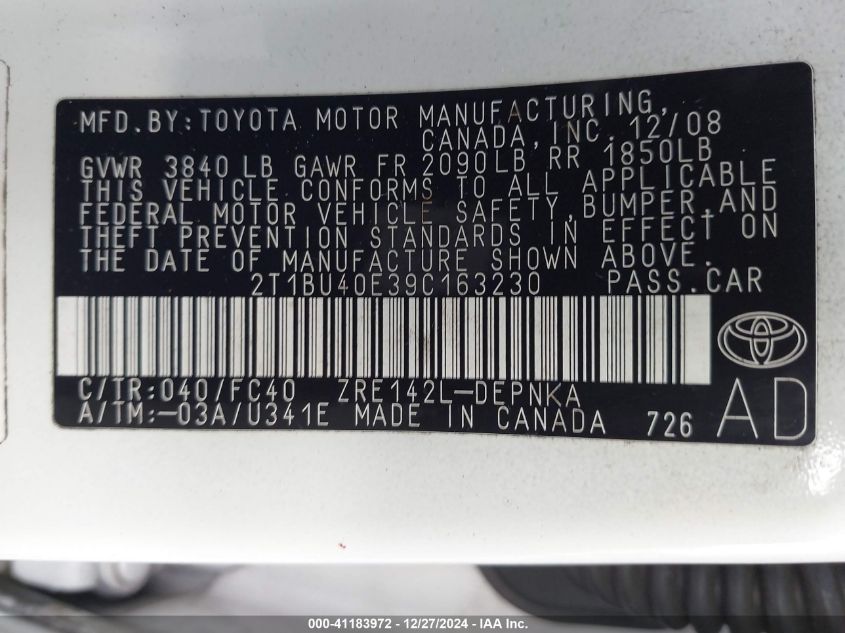 MFD.BY:TOYOTA MOTOR MANUFACTURING,
CANADA,INC. 12/08
GVWR 3840 LB GAWR FR 2090LB RR 1850LB
THIS VEHICLE CONFORMS TO ALL APPLICABLE
FEDERAL MOTOR VEHICLE SAFETY,BUMPER,AND
THEFT PREVENTION STANDARDS IN EFFECT ON
THE DATE OF MANUFACTURE SHOWN ABOVE.
2T1BU40E39C163230 PASS.CAR
C/TR:040/FC40 ZRE142L-DEPNKA
A/TM:-03A/U341E MADE IN CANADA 726 AD
000-41183972 - 12/27/2024 - IAA Inc.